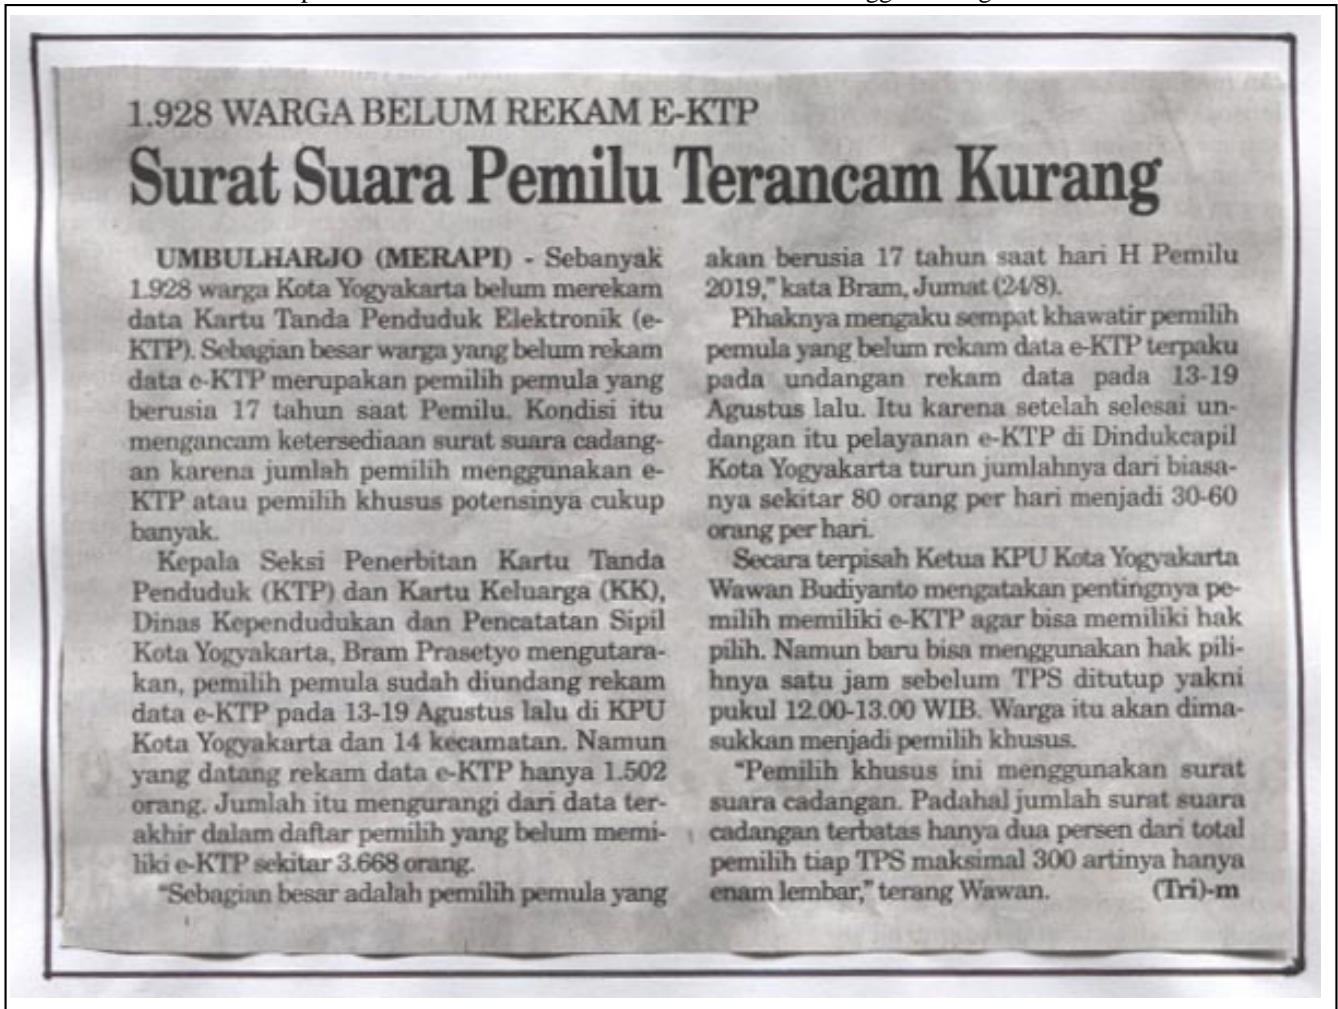 1.928 WARGA BELUM REKAM E-KTP
Surat Suara Pemilu Terancam Kurang
UMBULHARJO (MERAPI) - Sebanyak
1.928 warga Kota Yogyakarta belum merekam
data Kartu Tanda Penduduk Elektronik (e-
KTP). Sebagian besar warga yang belum rekam
data e-KTP merupakan pemilih pemula yang
berusia 17 tahun saat Pemilu. Kondisi itu
mengancam ketersediaan surat suara cadang-
an karena jumlah pemilih menggunakan e-
KTP atau pemilih khusus potensinya cukup
banyak.
Kepala Seksi Penerbitan Kartu Tanda
Penduduk (KTP) dan Kartu Keluarga (KK),
Dinas Kependudukan dan Pencatatan Sipil
Kota Yogyakarta, Bram Prasetyo mengutara-
kan, pemilih pemula sudah diundang rekam
data e-KTP pada 13-19 Agustus lalu di KPU
Kota Yogyakarta dan 14 kecamatan. Namun
yang datang rekam data e-KTP hanya 1.502
orang. Jumlah itu mengurangi dari data ter-
akhir dalam daftar pemilih yang belum memi-
liki e-KTP sekitar 3.668 orang.
"Sebagian besar adalah pemilih pemula yang
akan berusia 17 tahun saat hari H Pemilu
2019," kata Bram, Jumat (24/8).
Pihaknya mengaku sempat khawatir pemilih
pemula yang belum rekam data e-KTP terpaku
pada undangan rekam data pada 13-19
Agustus lalu. Itu karena setelah selesai un-
dangan itu pelayanan e-KTP di Dindukcapil
Kota Yogyakarta turun jumlahnya dari biasa-
nya sekitar 80 orang per hari menjadi 30-60
orang per hari.
Secara terpisah Ketua KPU Kota Yogyakarta
Wawan Budiyanto mengatakan pentingnya pe-
milih memiliki e-KTP agar bisa memiliki hak
pilih. Namun baru bisa menggunakan hak pili-
hnya satu jam sebelum TPS ditutup yakni
pukul 12.00-13.00 WIB. Warga itu akan dima-
sukkan menjadi pemilih khusus.
"Pemilih khusus ini menggunakan surat
suara cadangan. Padahal jumlah surat suara
cadangan terbatas hanya dua persen dari total
pemilih tiap TPS maksimal 300 artinya hanya
enam lembar," terang Wawan. (Tri)-m